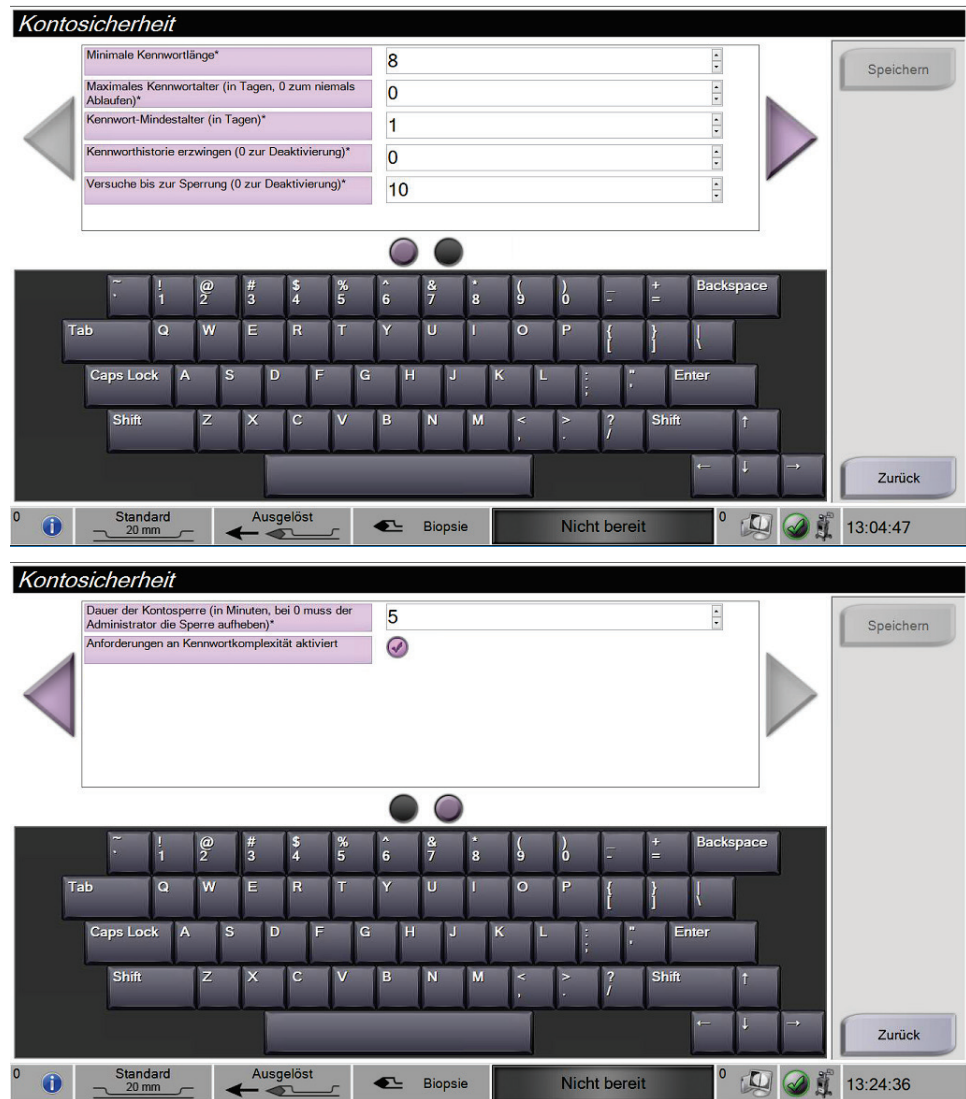 Kontosicherheit
Minimale Kennwortlänge*
8
Speichern
Maximales Kennwortalter (in Tagen, 0 zum niemals
Ablaufen)*
0
Kennwort-Mindestalter (in Tagen)*
1
Kennworthistorie erzwingen (0 zur Deaktivierung)*
0
Versuche bis zur Sperrung (0 zur Deaktivierung)*
10
~ ! @ # $ % ^ & * ( ) _ + Backspace
` 1 2 3 4 5 6 7 8 9 0 - =
Tab Q W E R T Y U I O P { } |
[ ] \
Caps Lock A S D F G H J K L : " Enter
; '
Shift Z X C V B N M < > ? Shift ↑
, . /
← ↓ →
Zurück
0 Standard Ausgelöst Biopsie Nicht bereit 0 13:04:47
20 mm
Kontosicherheit
Dauer der Kontosperre (in Minuten, bei 0 muss der
Administrator die Sperre aufheben)*
5
Speichern
Anforderungen an Kennwortkomplexität aktiviert
~ ! @ # $ % ^ & * ( ) _ + Backspace
` 1 2 3 4 5 6 7 8 9 0 - =
Tab Q W E R T Y U I O P { } |
[ ] \
Caps Lock A S D F G H J K L : " Enter
; '
Shift Z X C V B N M < > ? Shift ↑
, . /
← ↓ →
Zurück
0 Standard Ausgelöst Biopsie Nicht bereit 0 13:24:36
20 mm